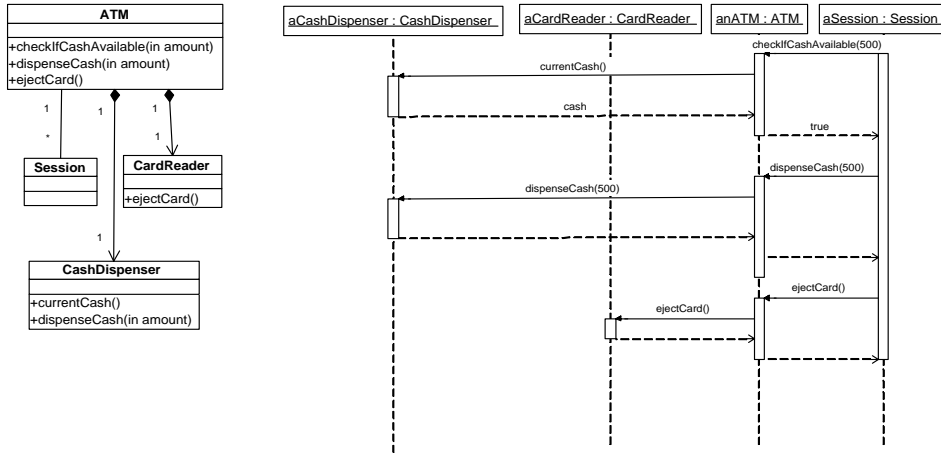 ATM
+checkIfCashAvailable(in amount)
+dispenseCash(in amount)
+ejectCard()
1
1
1
*
1
1
Session
CardReader
+ejectCard()
CashDispenser
+currentCash()
+dispenseCash(in amount)
aCashDispenser : CashDispenser
aCardReader : CardReader
anATM : ATM
aSession : Session
checkIfCashAvailable(500)
currentCash()
cash
true
dispenseCash(500)
dispenseCash(500)
ejectCard()
ejectCard()